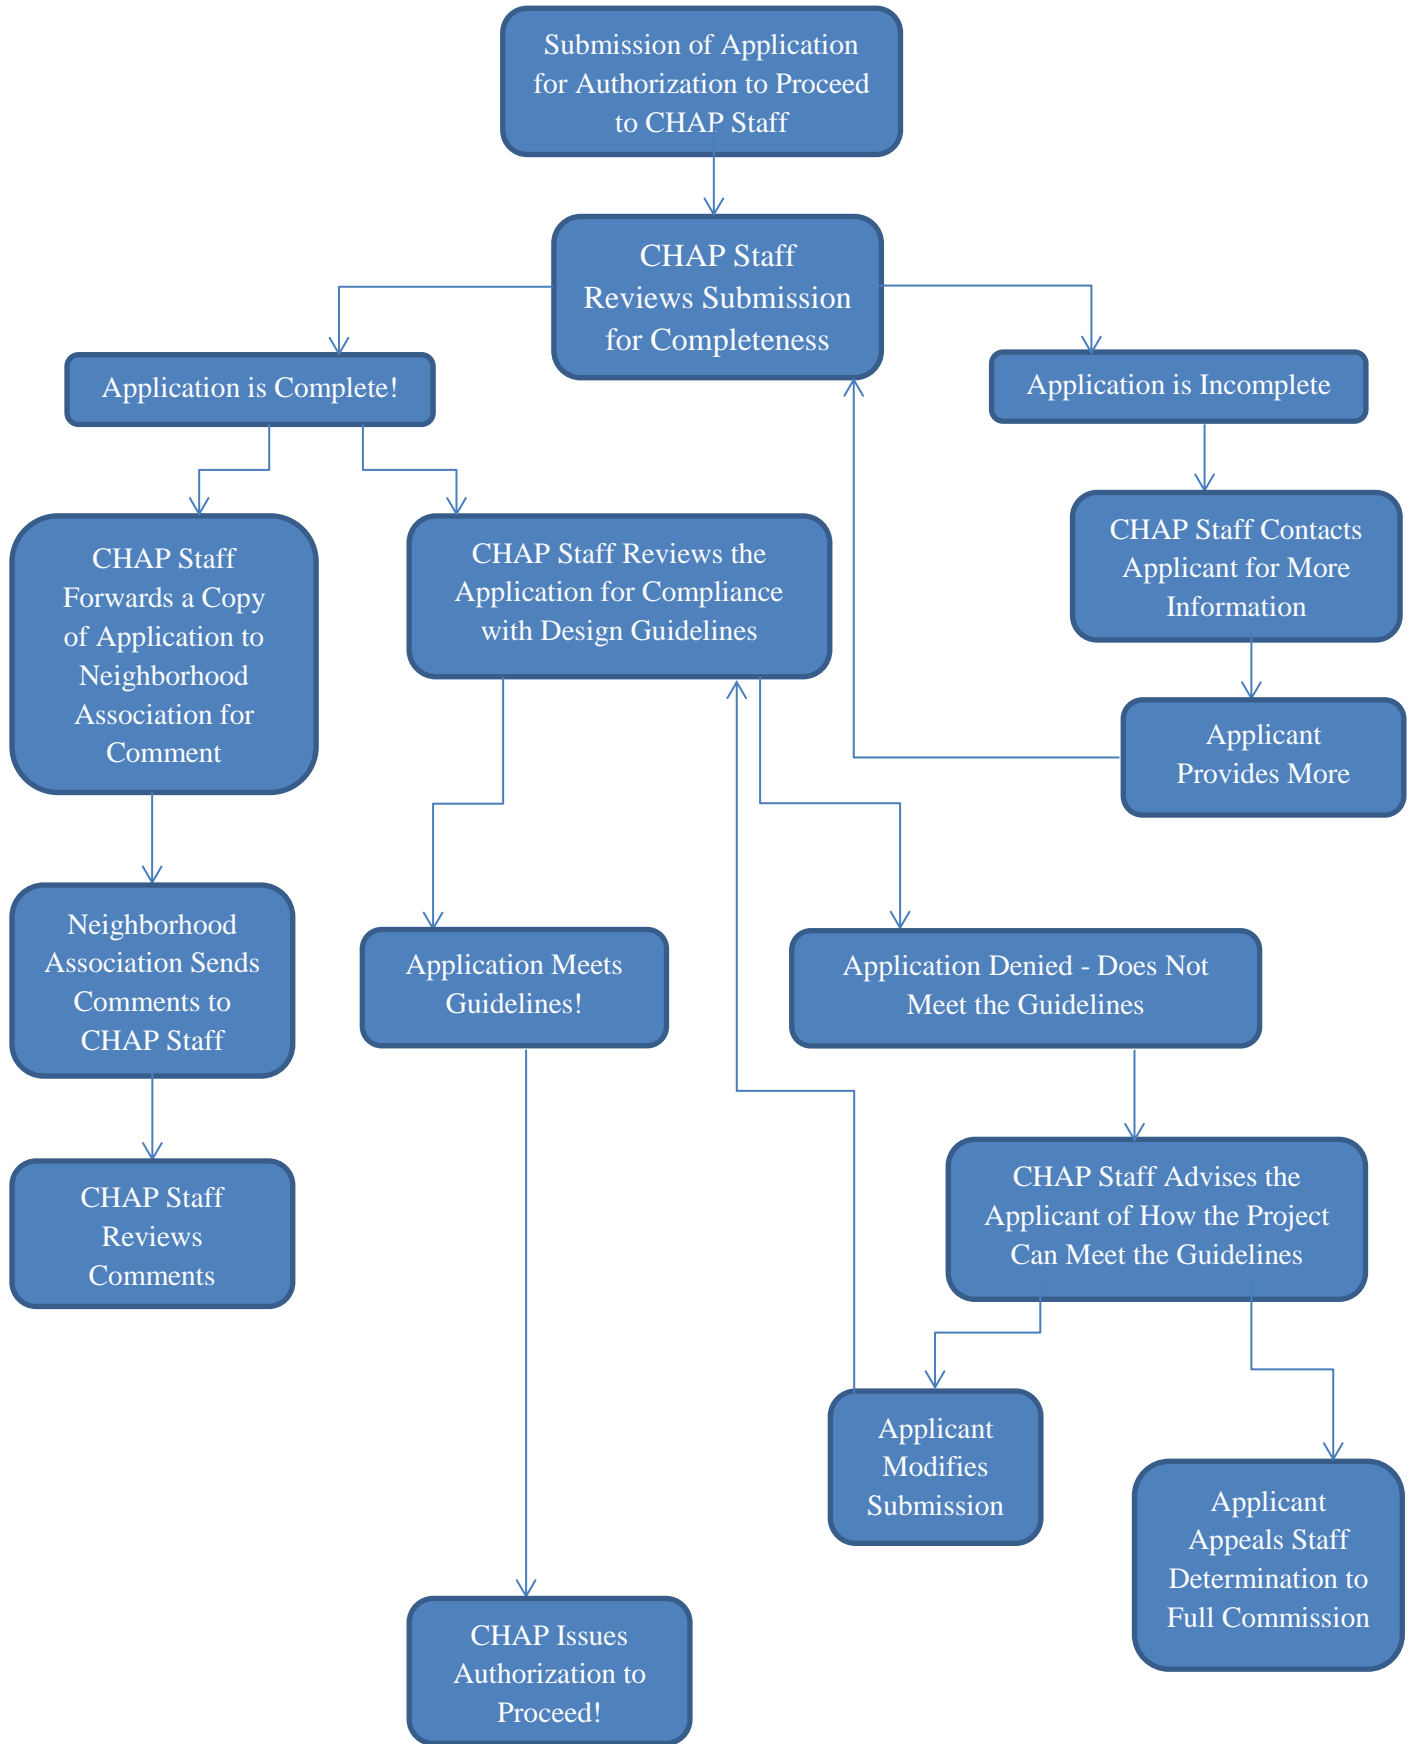 Submission of Application
for Authorization to Proceed
to CHAP Staff
CHAP Staff
Reviews Submission
for Completeness
Application is Complete!
Application is Incomplete
CHAP Staff
Forwards a Copy
of Application to
Neighborhood
Association for
Comment
CHAP Staff Reviews the
Application for Compliance
with Design Guidelines
CHAP Staff Contacts
Applicant for More
Information
Applicant
Provides More
Neighborhood
Association Sends
Comments to
CHAP Staff
Application Meets
Guidelines!
Application Denied - Does Not
Meet the Guidelines
CHAP Staff
Reviews
Comments
CHAP Staff Advises the
Applicant of How the Project
Can Meet the Guidelines
Applicant
Modifies
Submission
Applicant
Appeals Staff
Determination to
Full Commission
CHAP Issues
Authorization to
Proceed!